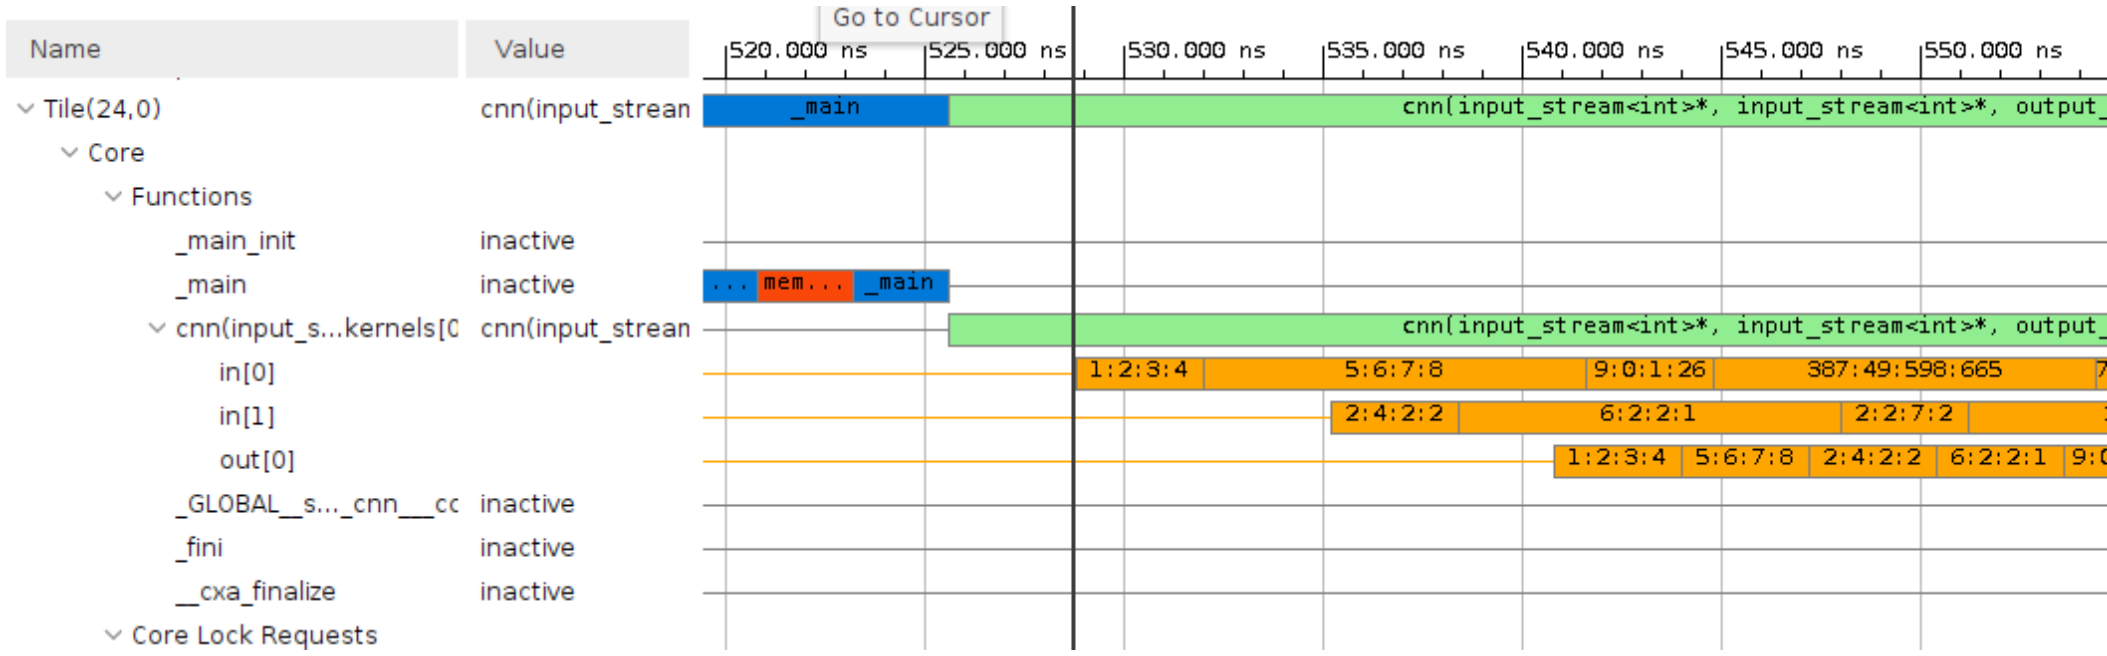 Go to Cursor
Name Value 520.000 ns 525.000 ns 530.000 ns 535.000 ns 540.000 ns 545.000 ns 550.000 ns
Tile(24,0) cnn(input_strean _main cnn(input_stream<int>*, input_stream<int>*, output_
Core
Functions
_main_init inactive
_main inactive ... mem... _main
cnn(input_s...kernels[0 cnn(input_strean cnn(input_stream<int>*, input_stream<int>*, output_
in[0] 1:2:3:4 5:6:7:8 9:0:1:26 387:49:598:665 7
in[1] 2:4:2:2 6:2:2:1 2:2:7:2
out[0] 1:2:3:4 5:6:7:8 2:4:2:2 6:2:2:1 9:0
_GLOBAL__s..._cnn___cc inactive
_fini inactive
__cxa_finalize inactive
Core Lock Requests